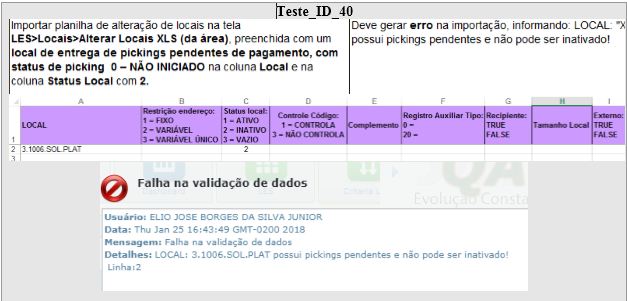 Teste_ID_40
Importar planilha de alteração de locais na tela
LES>Locais>Alterar Locais XLS (da área), preenchida com um
local de entrega de pickings pendentes de pagamento, com
status de picking 0 – NÃO INICIADO na coluna Local e na
coluna Status Local com 2.
Deve gerar erro na importação, informando: LOCAL: "X
possui pickings pendentes e não pode ser inativado!
A B C D E F G H I
1 LOCAL
Restrição endereço:
1 = FIXO
2 = VARIÁVEL
3 = VARIÁVEL ÚNICO
Status local:
1 = ATIVO
2 = INATIVO
3 = VAZIO
Controle Código:
1 = CONTROLA
3 = NÃO CONTROLA
Complemento
Registro Auxiliar Tipo:
0 =
20 =
Recipiente:
TRUE
FALSE
Tamanho Local
Externo:
TRUE
FALSE
2 3.1006.SOL.PLAT 2
3
Falha na validação de dados
Evolução Consta
Usuário: ELIO JOSE BORGES DA SILVA JUNIOR
Data: Thu Jan 25 16:43:49 GMT-0200 2018
Mensagem: Falha na validação de dados
Detalhes: LOCAL: 3.1006.SOL.PLAT possui pickings pendentes e não pode ser inativado!
Linha:2